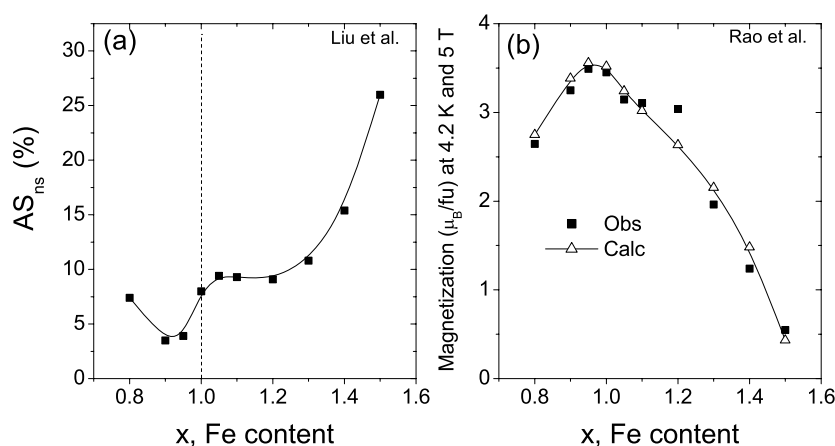 (a)
Liu et al.
AS_ns (%)
30
25
20
15
10
5
0
0.8 1.0 1.2 1.4 1.6
x, Fe content
(b)
Rao et al.
Magnetization (μ_B/fu) at 4.2 K and 5 T
4
3
2
1
0
Obs
Calc
0.8 1.0 1.2 1.4 1.6
x, Fe content